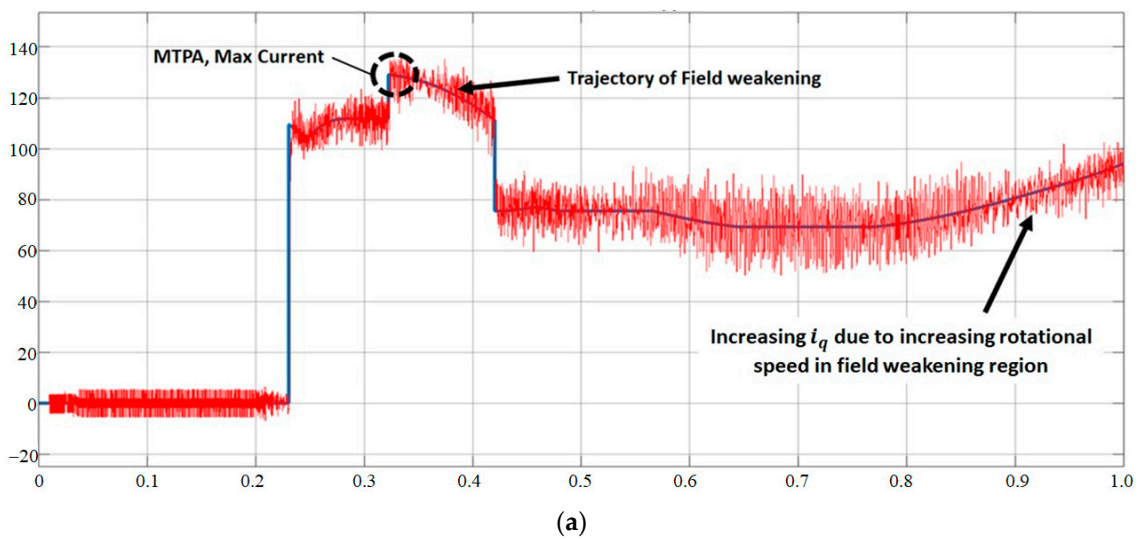 140
MTPA, Max Current
Trajectory of Field weakening
120
100
80
60
40
Increasing i_q due to increasing rotational
speed in field weakening region
20
0
−20
0 0.1 0.2 0.3 0.4 0.5 0.6 0.7 0.8 0.9 1.0
(a)